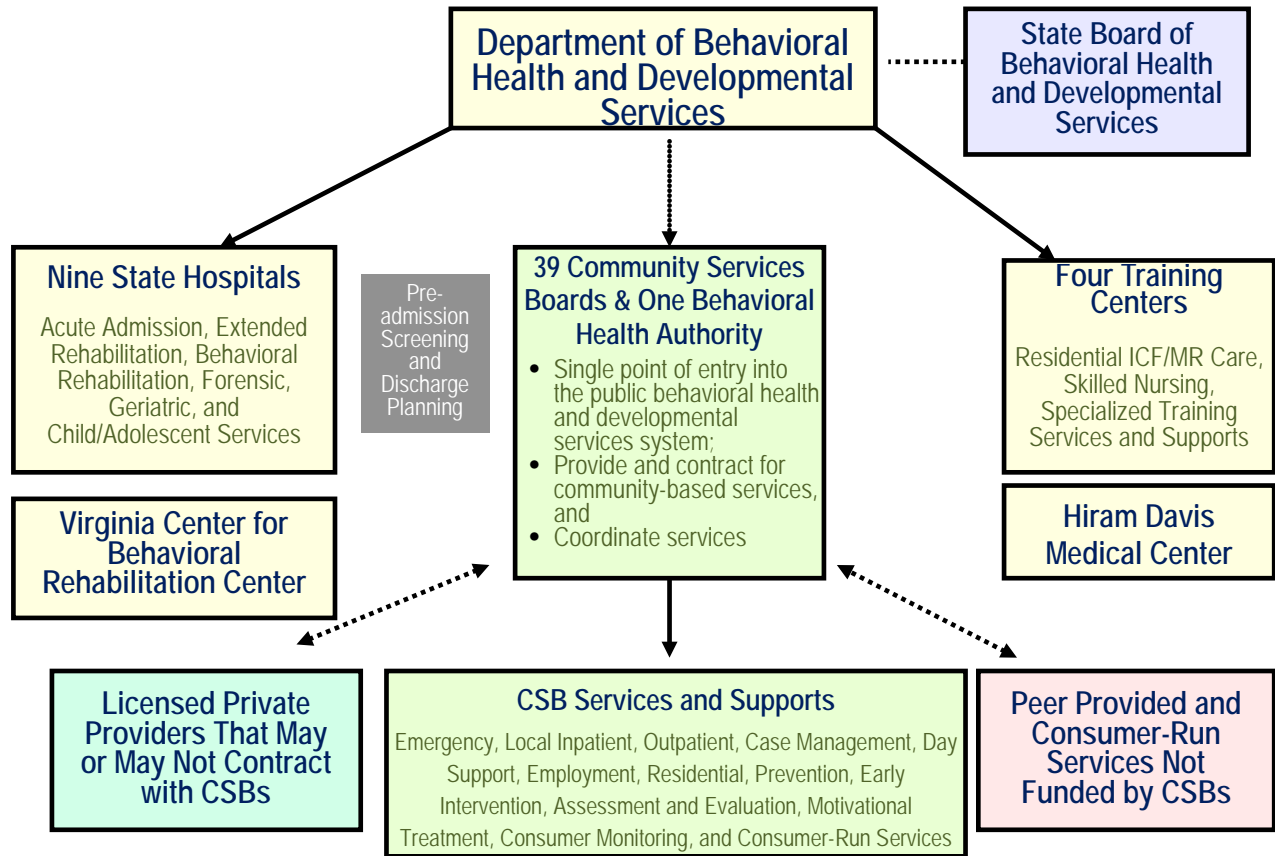 Department of Behavioral
Health and Developmental
Services
State Board of
Behavioral Health
and Developmental
Services
Nine State Hospitals
Acute Admission, Extended
Rehabilitation, Behavioral
Rehabilitation, Forensic,
Geriatric, and
Child/Adolescent Services
Pre-
admission
Screening
and
Discharge
Planning
39 Community Services
Boards & One Behavioral
Health Authority
• Single point of entry into
the public behavioral health
and developmental
services system;
• Provide and contract for
community-based services,
and
• Coordinate services
Four Training
Centers
Residential ICF/MR Care,
Skilled Nursing,
Specialized Training
Services and Supports
Virginia Center for
Behavioral
Rehabilitation Center
Hiram Davis
Medical Center
Licensed Private
Providers That May
or May Not Contract
with CSBs
CSB Services and Supports
Emergency, Local Inpatient, Outpatient, Case Management, Day
Support, Employment, Residential, Prevention, Early
Intervention, Assessment and Evaluation, Motivational
Treatment, Consumer Monitoring, and Consumer-Run Services
Peer Provided and
Consumer-Run
Services Not
Funded by CSBs